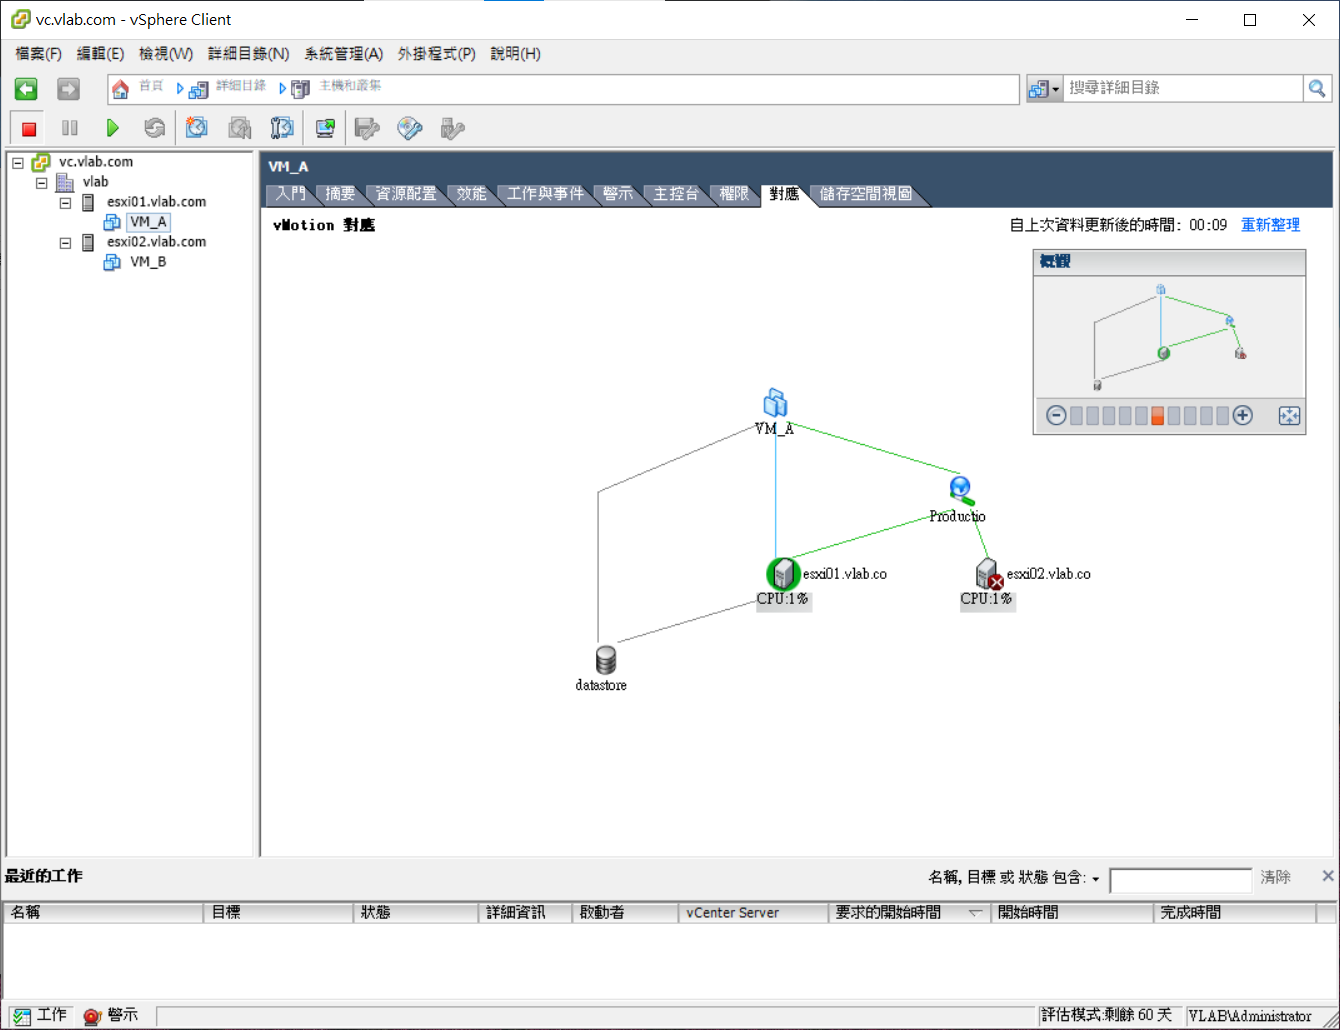 vc.vlab.com - vSphere Client
檔案(F) 編輯(E) 檢視(W) 詳細目錄(N) 系統管理(A) 外掛程式(P) 說明(H)
首頁 詳細目錄 主機和叢集 搜尋詳細目錄
vc.vlab.com
vlab
esxi01.vlab.com
VM_A
esxi02.vlab.com
VM_B
VM_A
入門 摘要 資源配置 效能 工作與事件 警示 主控台 權限 對應 儲存空間視圖
vMotion 對應 自上次資料更新後的時間: 00:09 重新整理
概觀
VM_A
Productio
esxi01.vlab.co esxi02.vlab.co
CPU:1% CPU:1%
datastore
最近的工作 名稱, 目標 或 狀態 包含: 清除
名稱 目標 狀態 詳細資訊 啟動者 vCenter Server 要求的開始時間 開始時間 完成時間
工作 警示 評估模式:剩餘 60 天 VLAB\Administrator